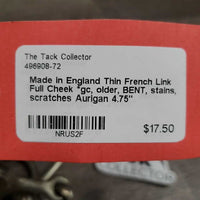 The Tack Collector
496908-72
Made in England Thin French Link
Full Cheek *gc, older, BENT, stains,
scratches Aurigan 4.75"
$17.50
NRUS2F